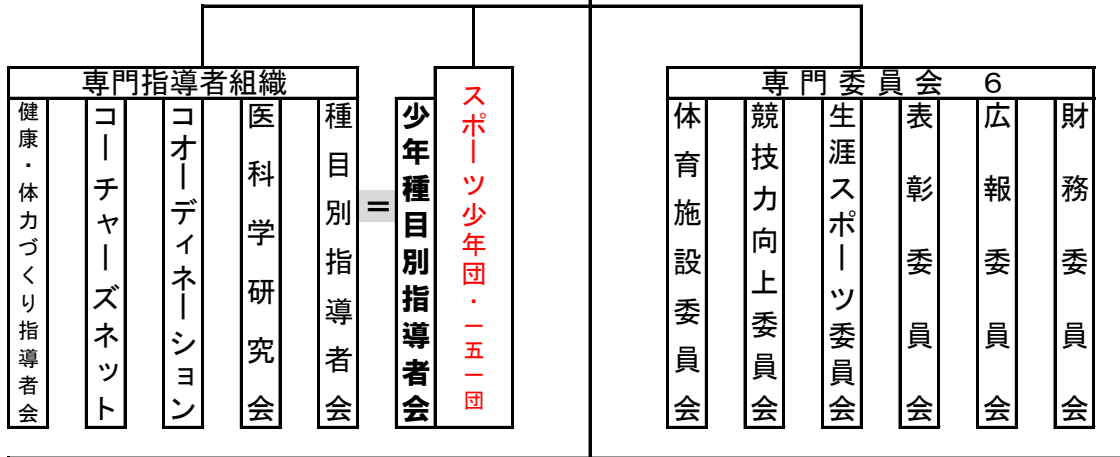 専門指導者組織
健康・体力づくり指導者会
コーチャーズネット
コオーディネーション
医科学研究会
種目別指導者会
＝
少年種目別指導者会
スポーツ少年団・一五一団
専門委員会　6
体育施設委員会
競技力向上委員会
生涯スポーツ委員会
表彰委員会
広報委員会
財務委員会